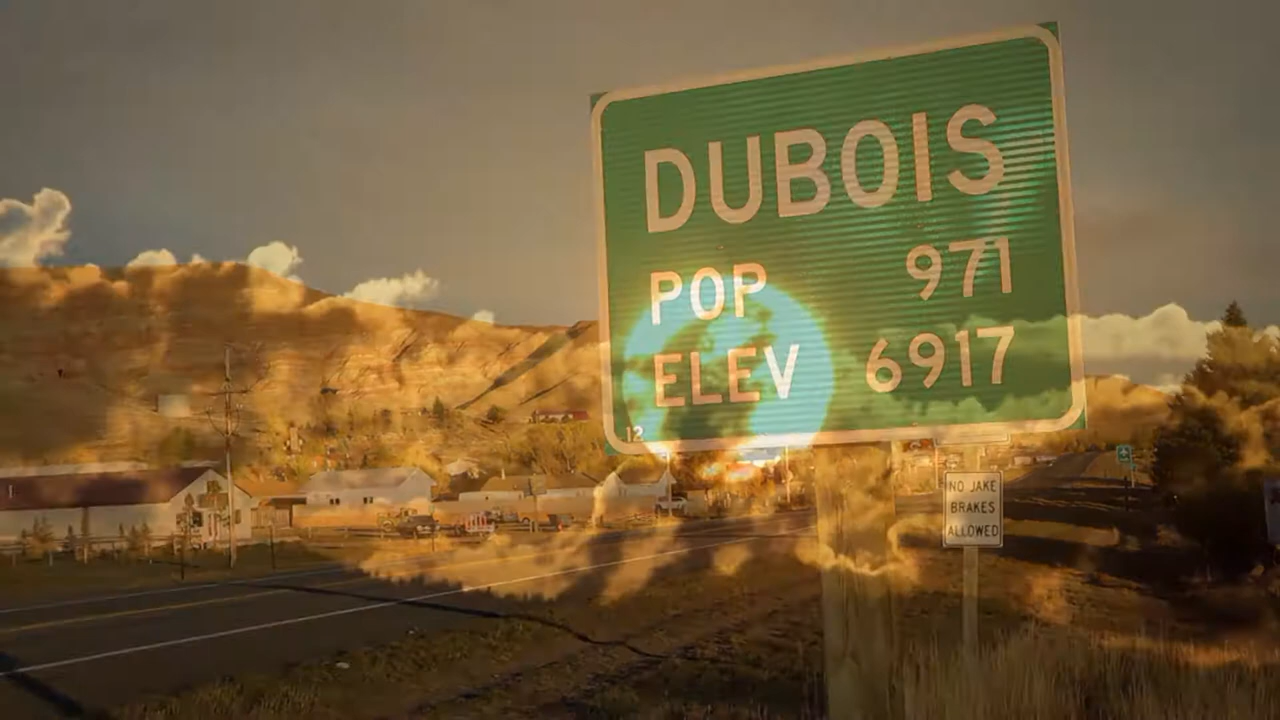 DUBOIS
POP 971
ELEV 6917
12
NO JAKE
BRAKES
ALLOWED